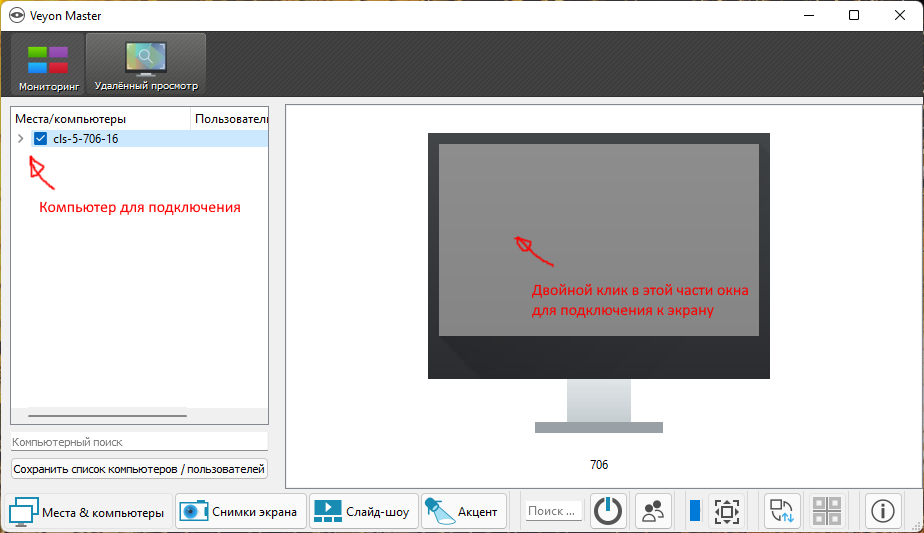 Veyon Master
Мониторинг
Удалённый просмотр
Места/компьютеры
Пользовател
cls-5-706-16
Компьютер для подключения
Двойной клик в этой части окна
для подключения к экрану
706
Компьютерный поиск
Сохранить список компьютеров / пользователей
Места & компьютеры
Снимки экрана
Слайд-шоу
Акцент
Поиск ...